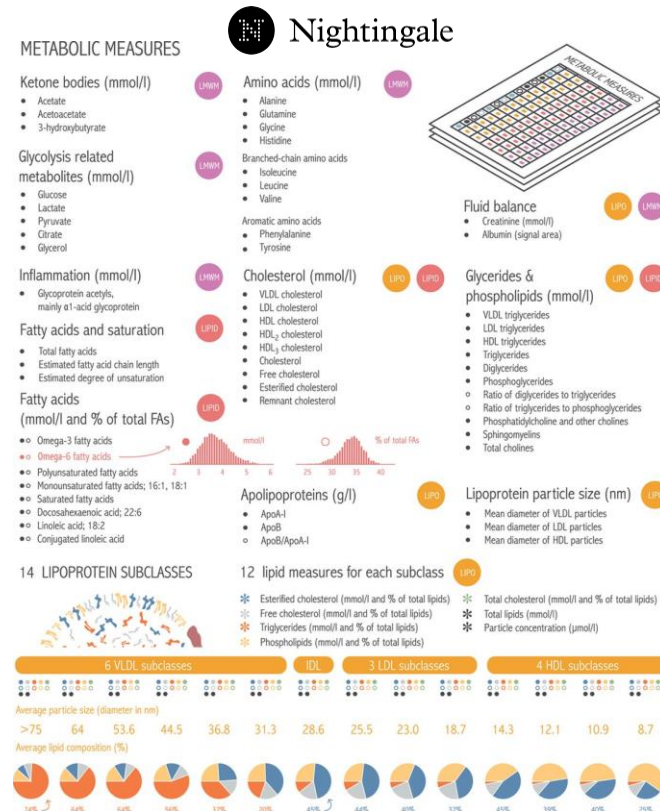 Nightingale
METABOLIC MEASURES
METABOLIC MEASURES
Ketone bodies (mmol/l)
LMWM
Acetate
Acetoacetate
3-hydroxybutyrate
Glycolysis related
metabolites (mmol/l)
LMWM
Glucose
Lactate
Pyruvate
Citrate
Glycerol
Inflammation (mmol/l)
LMWM
Glycoprotein acetyls,
mainly α1-acid glycoprotein
Fatty acids and saturation
LIPID
Total fatty acids
Estimated fatty acid chain length
Estimated degree of unsaturation
Fatty acids
(mmol/l and % of total FAs)
LIPID
Omega-3 fatty acids
Omega-6 fatty acids
Polyunsaturated fatty acids
Monounsaturated fatty acids; 16:1, 18:1
Saturated fatty acids
Docosahexaenoic acid; 22:6
Linoleic acid; 18:2
Conjugated linoleic acid
mmol/l
2 3 4 5 6
% of total FAs
25 30 35 40
Amino acids (mmol/l)
LMWM
Alanine
Glutamine
Glycine
Histidine
Branched-chain amino acids
Isoleucine
Leucine
Valine
Aromatic amino acids
Phenylalanine
Tyrosine
Cholesterol (mmol/l)
LIPO LIPID
VLDL cholesterol
LDL cholesterol
HDL cholesterol
HDL2 cholesterol
HDL3 cholesterol
Cholesterol
Free cholesterol
Esterified cholesterol
Remnant cholesterol
Apolipoproteins (g/l)
LIPO
ApoA-I
ApoB
ApoB/ApoA-I
Fluid balance
LIPO LMWM
Creatinine (mmol/l)
Albumin (signal area)
Glycerides &
phospholipids (mmol/l)
LIPO LIPID
VLDL triglycerides
LDL triglycerides
HDL triglycerides
Triglycerides
Diglycerides
Phosphoglycerides
Ratio of diglycerides to triglycerides
Ratio of triglycerides to phosphoglycerides
Phosphatidylcholine and other cholines
Sphingomyelins
Total cholines
Lipoprotein particle size (nm)
LIPO
Mean diameter of VLDL particles
Mean diameter of LDL particles
Mean diameter of HDL particles
14 LIPOPROTEIN SUBCLASSES
12 lipid measures for each subclass
LIPO
Esterified cholesterol (mmol/l and % of total lipids)
Free cholesterol (mmol/l and % of total lipids)
Triglycerides (mmol/l and % of total lipids)
Phospholipids (mmol/l and % of total lipids)
Total cholesterol (mmol/l and % of total lipids)
Total lipids (mmol/l)
Particle concentration (µmol/l)
6 VLDL subclasses IDL 3 LDL subclasses 4 HDL subclasses
Average particle size (diameter in nm)
>75 64 53.6 44.5 36.8 31.3 28.6 25.5 23.0 18.7 14.3 12.1 10.9 8.7
Average lipid composition (%)